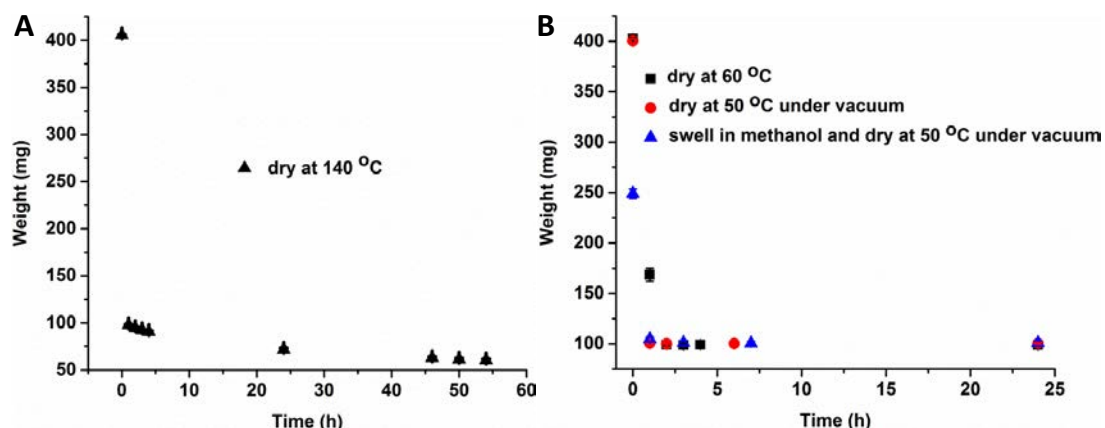 A
400
350
300
250
200
150
100
50
Weight (mg)
dry at 140 °C
0 10 20 30 40 50 60
Time (h)
B
400
350
300
250
200
150
100
Weight (mg)
dry at 60 °C
dry at 50 °C under vacuum
swell in methanol and dry at 50 °C under vacuum
0 5 10 15 20 25
Time (h)